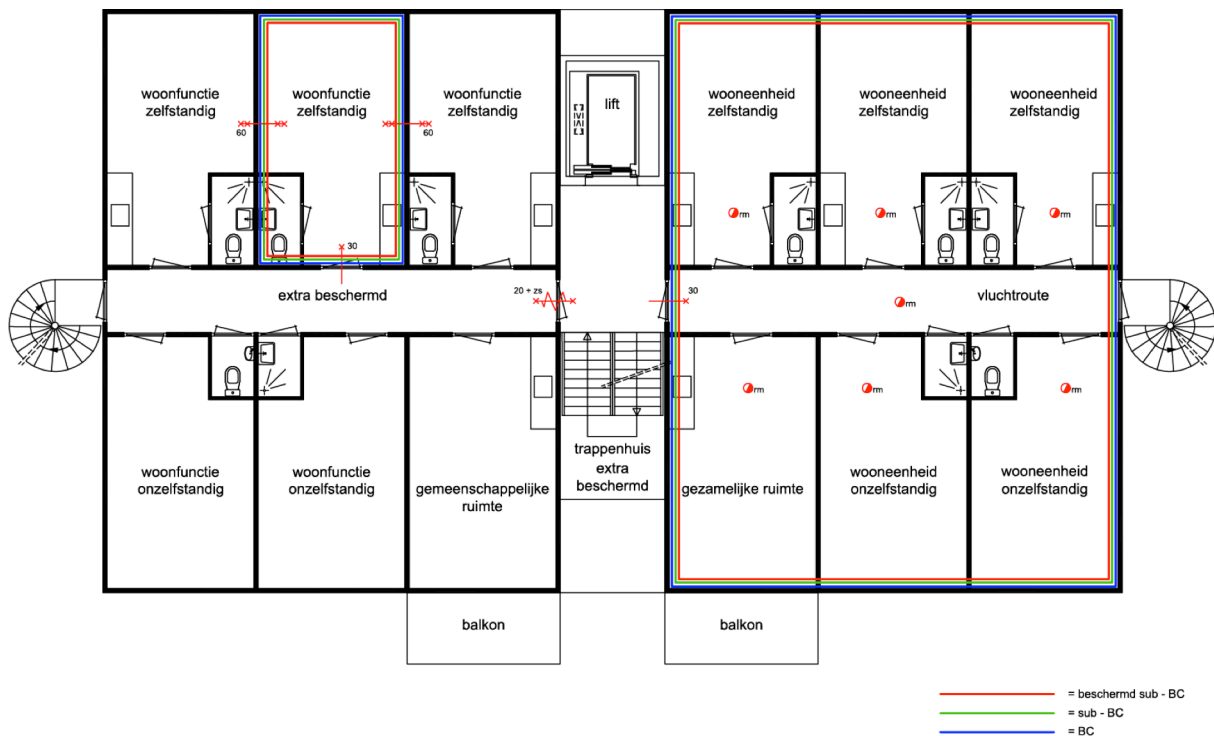 woonfunctie
zelfstandig
woonfunctie
zelfstandig
woonfunctie
zelfstandig
lift
wooneenheid
zelfstandig
wooneenheid
zelfstandig
wooneenheid
zelfstandig
60
60
rm
rm
rm
30
extra beschermd
20 + zs
30
rm
vluchtroute
rm
rm
rm
woonfunctie
onzelfstandig
woonfunctie
onzelfstandig
gemeenschappelijke
ruimte
trappenhuis
extra
beschermd
gezamelijke ruimte
wooneenheid
onzelfstandig
wooneenheid
onzelfstandig
balkon
balkon
= beschermd sub - BC
= sub - BC
= BC